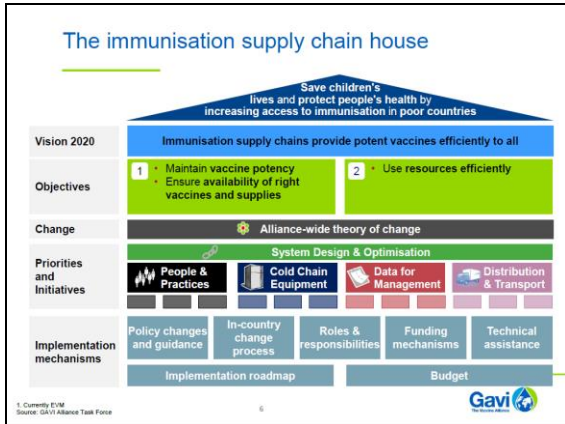 The immunisation supply chain house
Save children's
lives and protect people's health by
increasing access to immunisation in poor countries
Vision 2020
Immunisation supply chains provide potent vaccines efficiently to all
Objectives
1
• Maintain vaccine potency
• Ensure availability of right
vaccines and supplies
2
• Use resources efficiently
Change
Alliance-wide theory of change
Priorities
and
Initiatives
System Design & Optimisation
People &
Practices
Cold Chain
Equipment
Data for
Management
Distribution
& Transport
Implementation
mechanisms
Policy changes
and guidance
In-country
change
process
Roles &
responsibilities
Funding
mechanisms
Technical
assistance
Implementation roadmap
Budget
1. Currently EVM
Source: GAVI Alliance Task Force
6
Gavi
The Vaccine Alliance